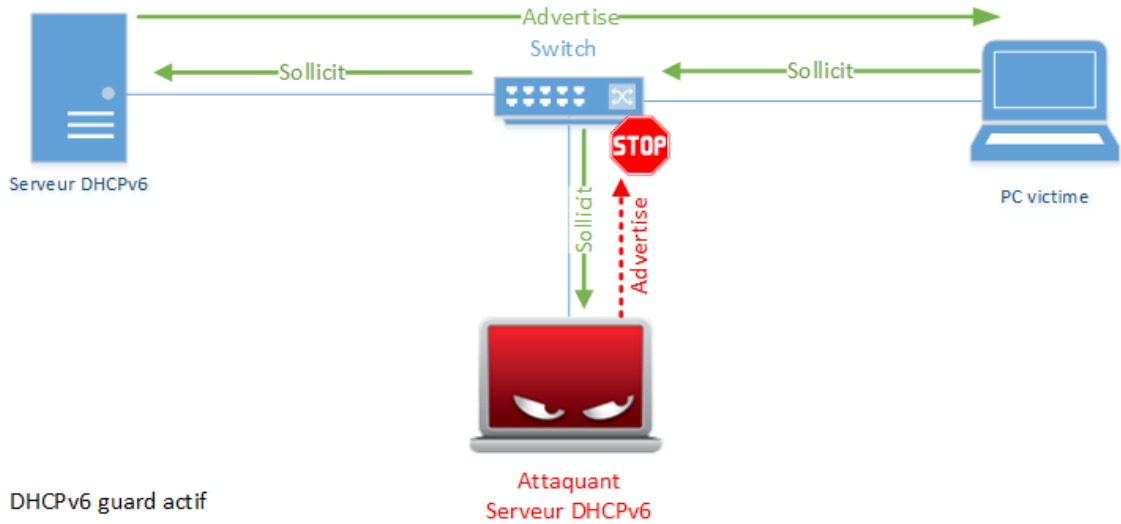 Advertise
Switch
Sollicit
Sollicit
STOP
Serveur DHCPv6
PC victime
Sollicit
Advertise
Attaquant
Serveur DHCPv6
DHCPv6 guard actif